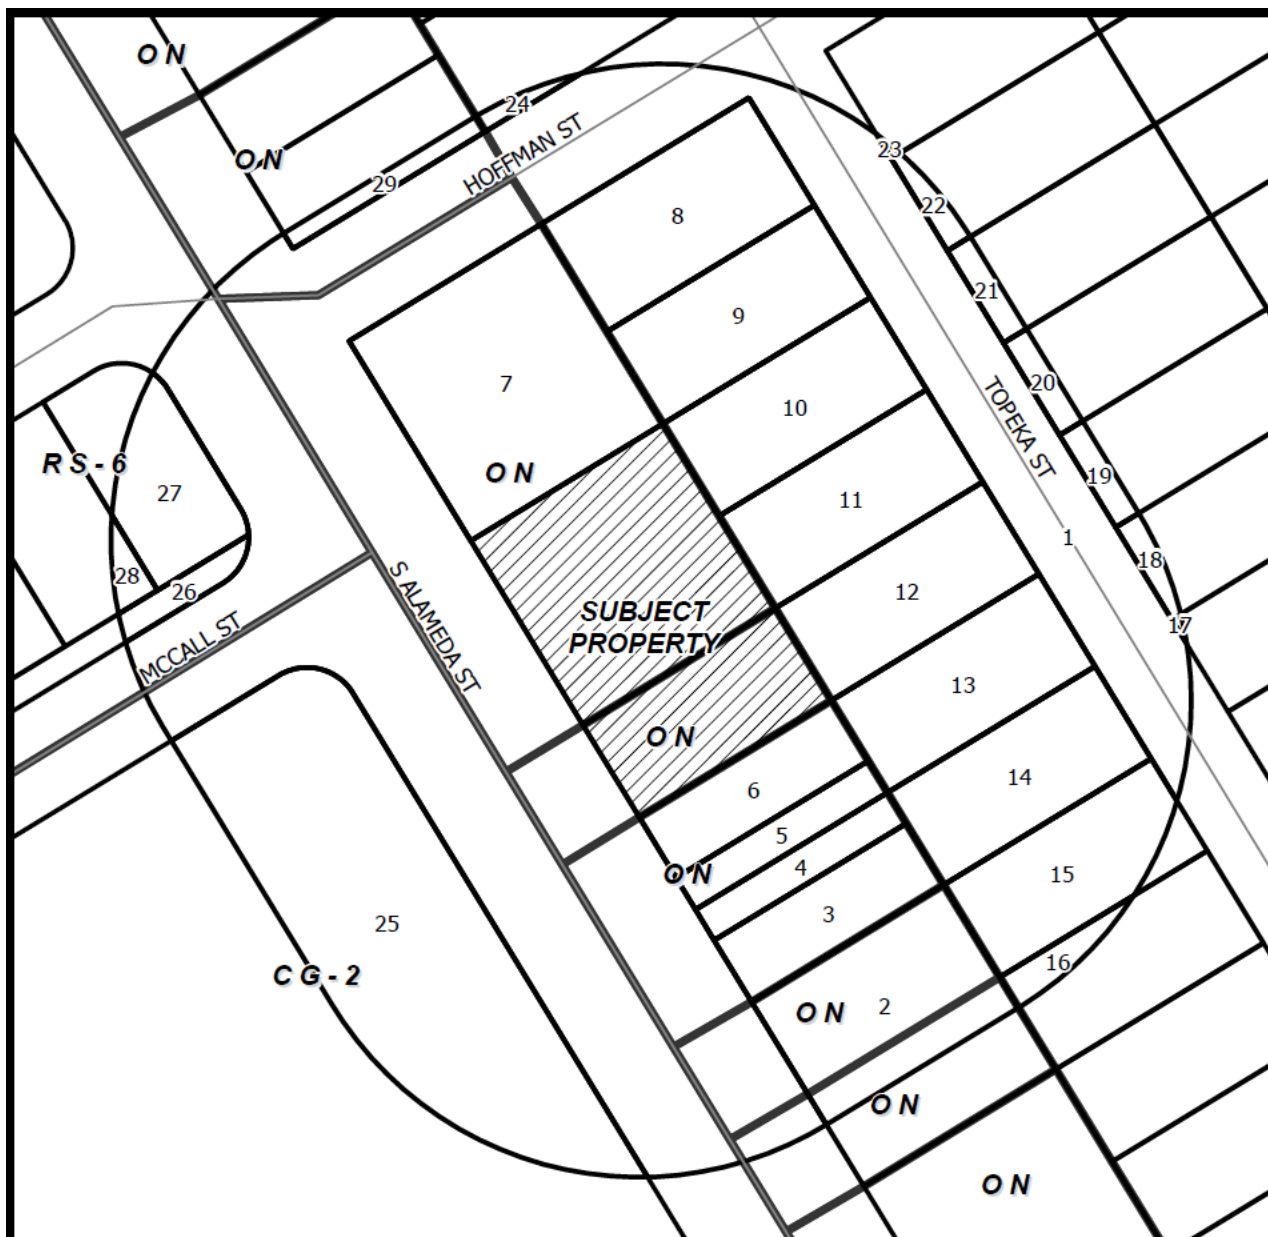 ON
24
HOFFMAN ST
23
ON
29
22
8
21
9
7
20
10
TOPEKA ST
RS-6
ON
19
27
11
1
18
28
26
12
S ALAMEDA ST
SUBJECT
PROPERTY
17
MCCALL ST
13
ON
14
6
5
4
ON
15
3
25
16
CG-2
ON
2
ON
ON